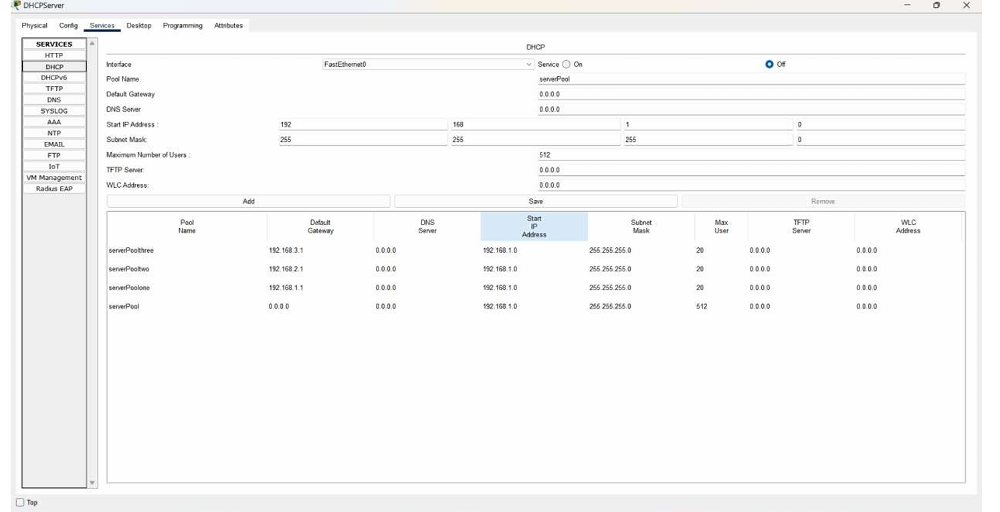 DHCPServer
Physical Config Services Desktop Programming Attributes
SERVICES
HTTP
DHCP
DHCPv6
TFTP
DNS
SYSLOG
AAA
NTP
EMAIL
FTP
IoT
VM Management
Radius EAP
DHCP
Interface FastEthernet0 Service On Off
Pool Name serverPool
Default Gateway 0.0.0.0
DNS Server 0.0.0.0
Start IP Address : 192 168 1 0
Subnet Mask: 255 255 255 0
Maximum Number of Users : 512
TFTP Server: 0.0.0.0
WLC Address: 0.0.0.0
Add Save Remove
Pool Name Default Gateway DNS Server Start IP Address Subnet Mask Max User TFTP Server WLC Address
serverPoolthree 192.168.3.1 0.0.0.0 192.168.1.0 255.255.255.0 20 0.0.0.0 0.0.0.0
serverPooltwo 192.168.2.1 0.0.0.0 192.168.1.0 255.255.255.0 20 0.0.0.0 0.0.0.0
serverPoolone 192.168.1.1 0.0.0.0 192.168.1.0 255.255.255.0 20 0.0.0.0 0.0.0.0
serverPool 0.0.0.0 0.0.0.0 192.168.1.0 255.255.255.0 512 0.0.0.0 0.0.0.0
Top